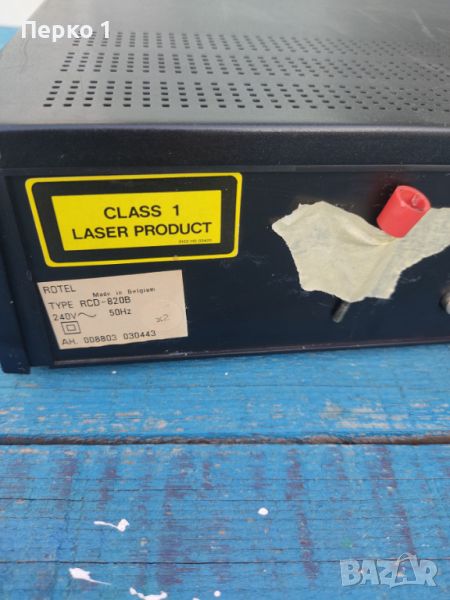 Перко 1
CLASS 1
LASER PRODUCT
ROTEL Made in Belgium
TYPE RCD-820B
240V~ 50Hz
AH. 008803 030443
BAZAR